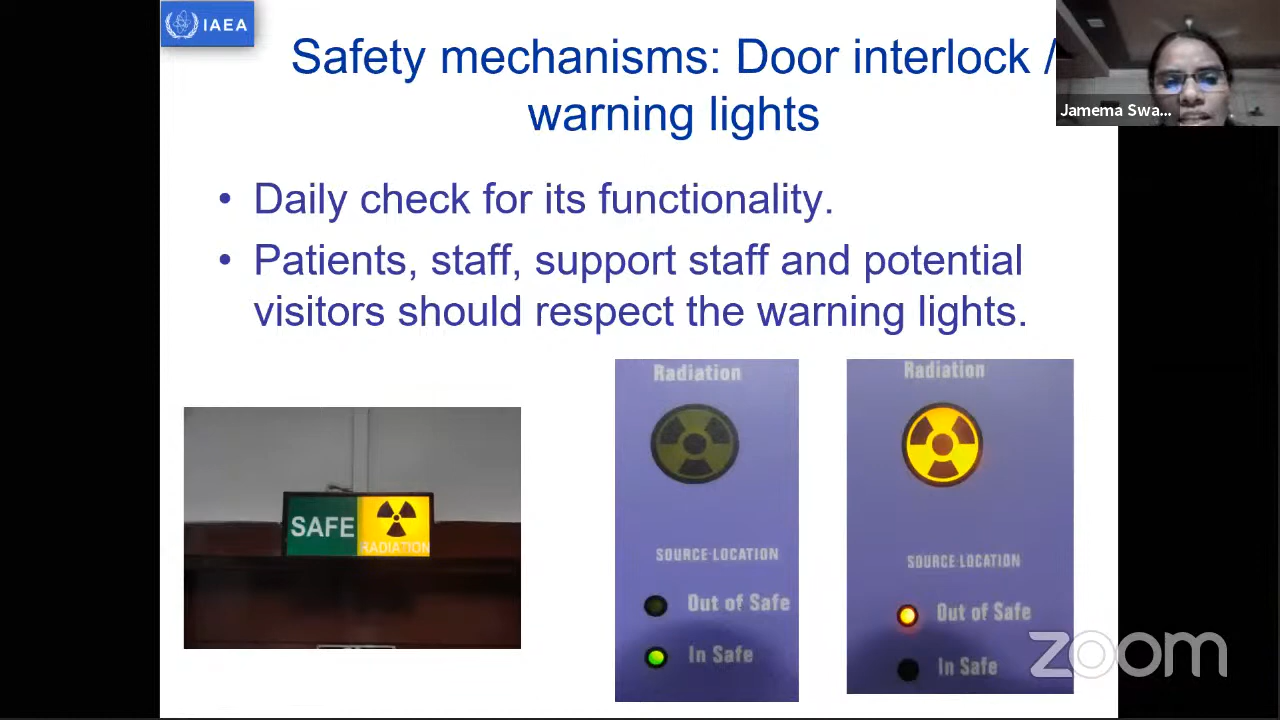 IAEA
Safety mechanisms: Door interlock /
warning lights
Jamema Swa...
• Daily check for its functionality.
• Patients, staff, support staff and potential
visitors should respect the warning lights.
SAFE
RADIATION
Radiation
SOURCE LOCATION
Out of Safe
In Safe
Radiation
SOURCE LOCATION
Out of Safe
In Safe
zoom